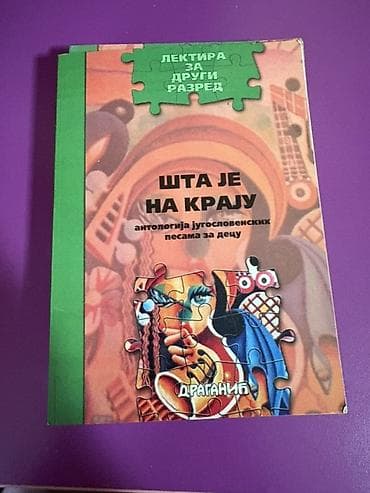 ЛЕКТИРА
ЗА
ДРУГИ
РАЗРЕД
ШТА ЈЕ
НА КРАЈУ
антологија југословенских
песама за децу
ДРАГАНИЋ